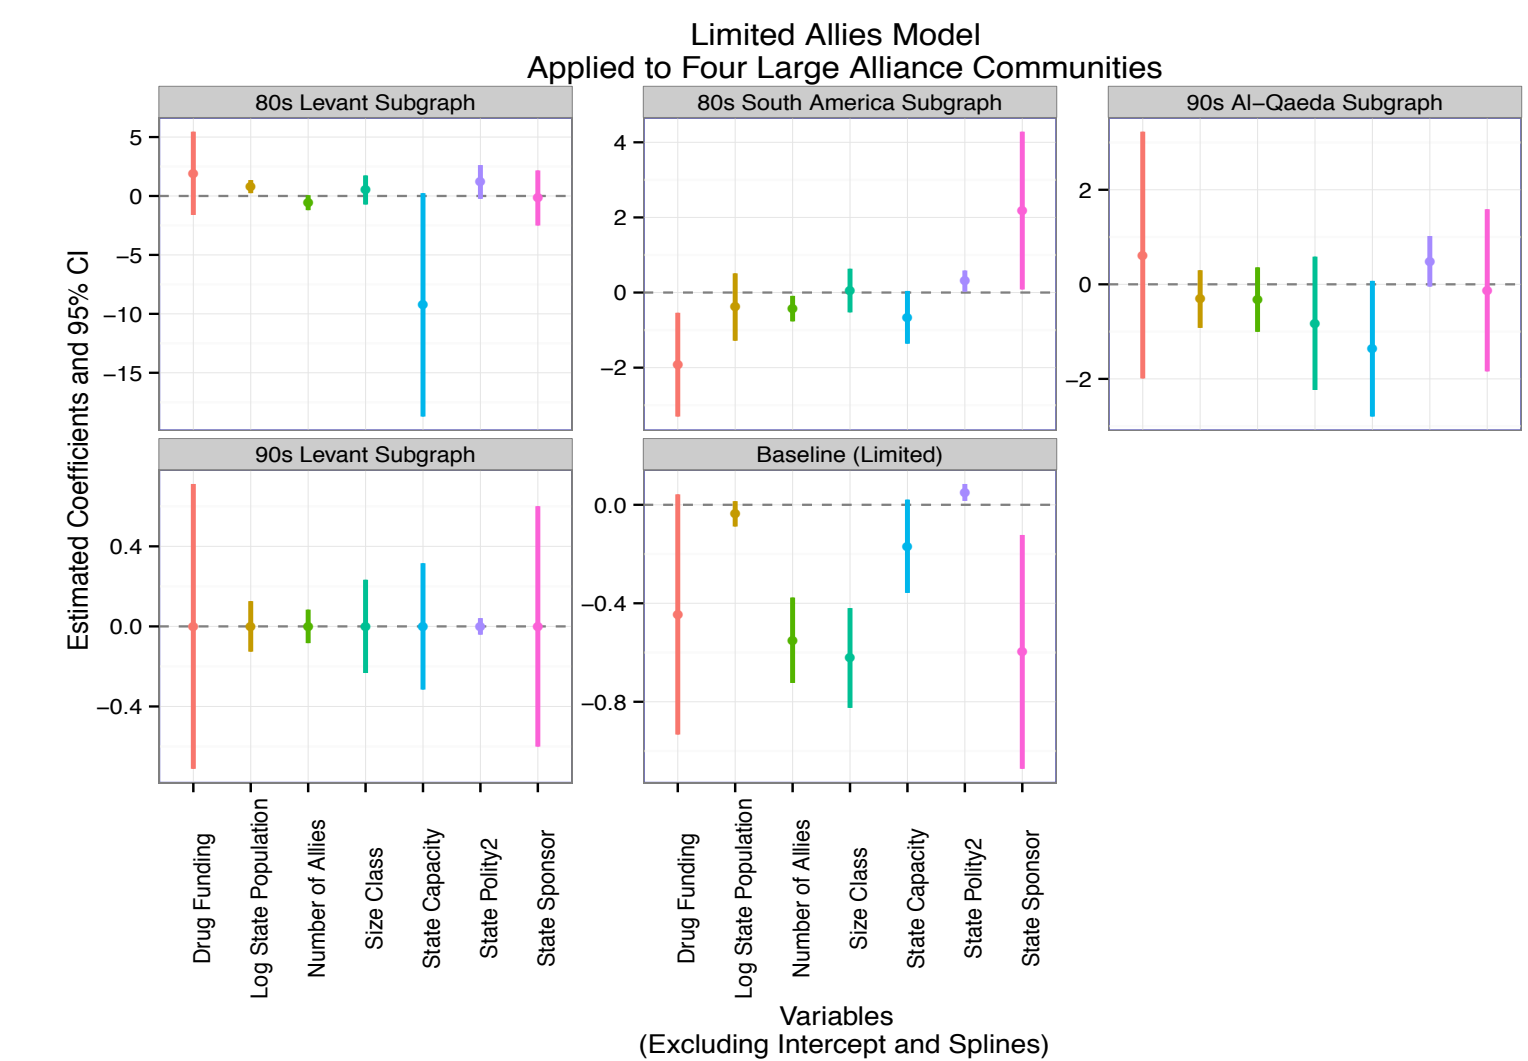 Limited Allies Model
Applied to Four Large Alliance Communities
Estimated Coefficients and 95% CI
80s Levant Subgraph
5
0
−5
−10
−15
80s South America Subgraph
4
2
0
−2
90s Al−Qaeda Subgraph
2
0
−2
90s Levant Subgraph
0.4
0.0
−0.4
Baseline (Limited)
0.0
−0.4
−0.8
Drug Funding
Log State Population
Number of Allies
Size Class
State Capacity
State Polity2
State Sponsor
Drug Funding
Log State Population
Number of Allies
Size Class
State Capacity
State Polity2
State Sponsor
Variables
(Excluding Intercept and Splines)